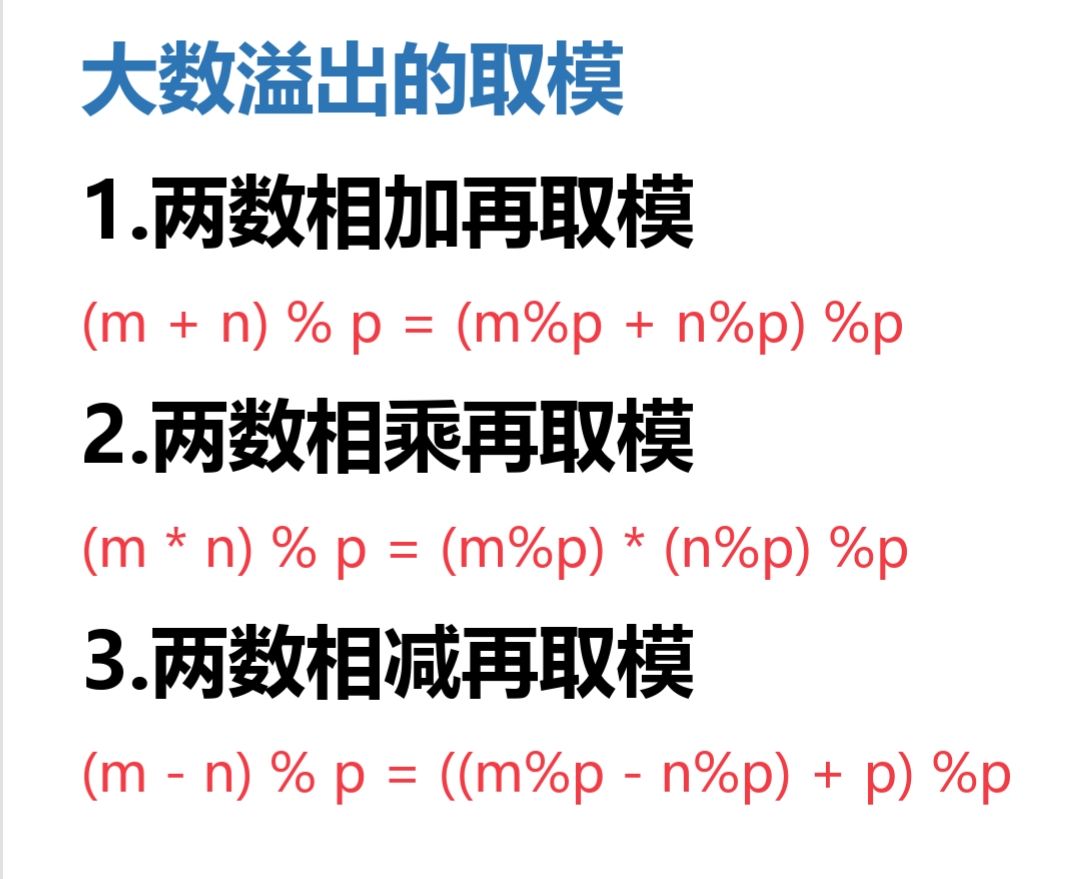 大数溢出的取模
1.两数相加再取模
(m + n) % p = (m%p + n%p) %p
2.两数相乘再取模
(m * n) % p = (m%p) * (n%p) %p
3.两数相减再取模
(m - n) % p = ((m%p - n%p) + p) %p